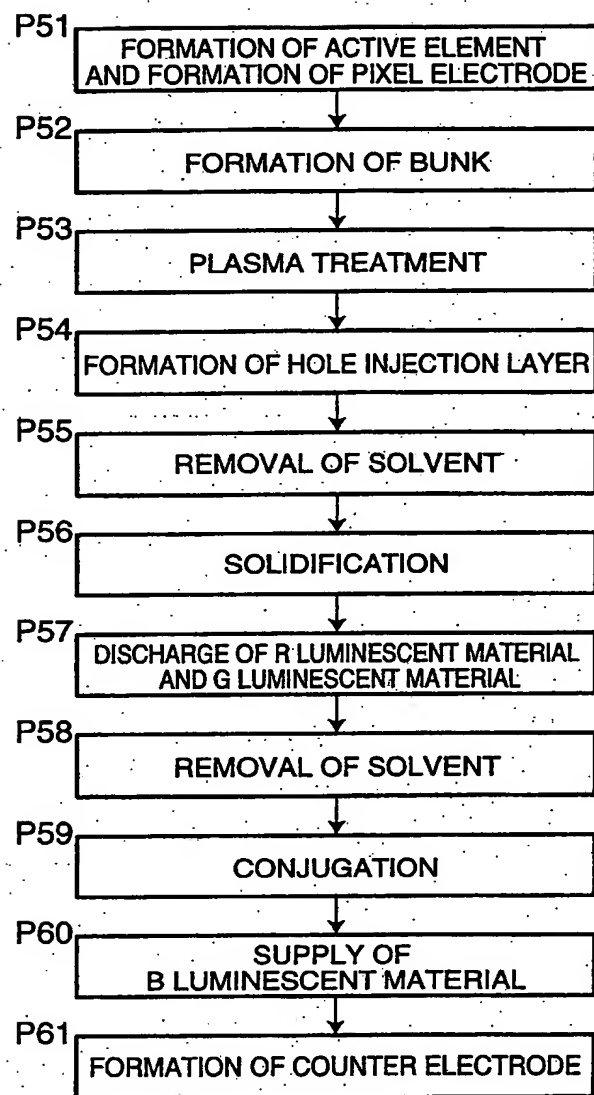 P51
FORMATION OF ACTIVE ELEMENT
AND FORMATION OF PIXEL ELECTRODE
P52
FORMATION OF BUNK
P53
PLASMA TREATMENT
P54
FORMATION OF HOLE INJECTION LAYER
P55
REMOVAL OF SOLVENT
P56
SOLIDIFICATION
P57
DISCHARGE OF R LUMINESCENT MATERIAL
AND G LUMINESCENT MATERIAL
P58
REMOVAL OF SOLVENT
P59
CONJUGATION
P60
SUPPLY OF
B LUMINESCENT MATERIAL
P61
FORMATION OF COUNTER ELECTRODE